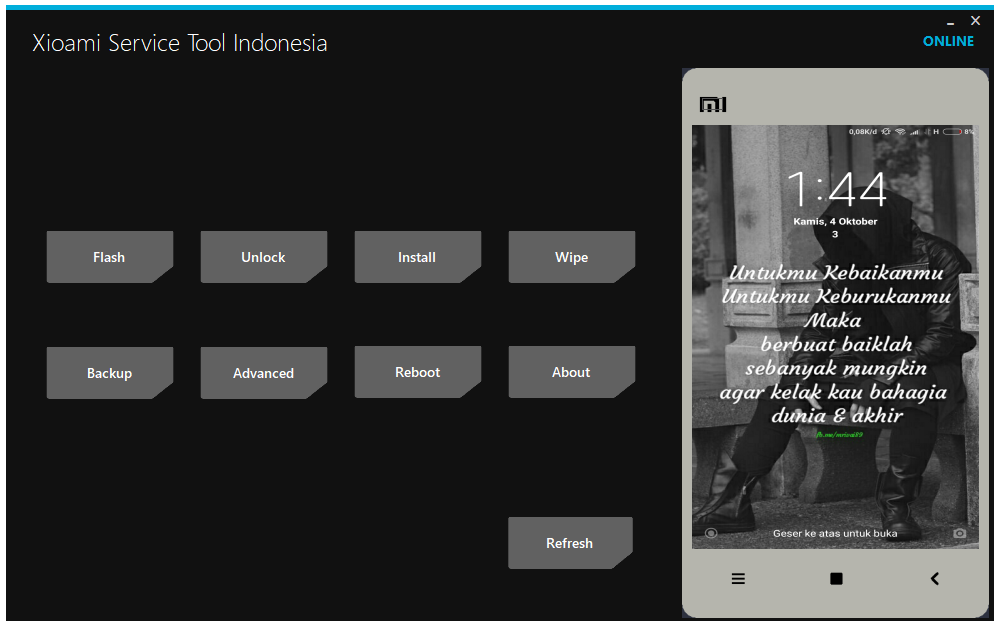 Xioami Service Tool Indonesia
ONLINE
Flash
Unlock
Install
Wipe
Backup
Advanced
Reboot
About
Refresh
MI
0,08K/d
H
8%
1:44
Kamis, 4 Oktober
3
Untukmu Kebaikanmu
Untukmu Keburukanmu
Maka
berbuat baiklah
sebanyak mungkin
agar kelak kau bahagia
dunia & akhir
Geser ke atas untuk buka